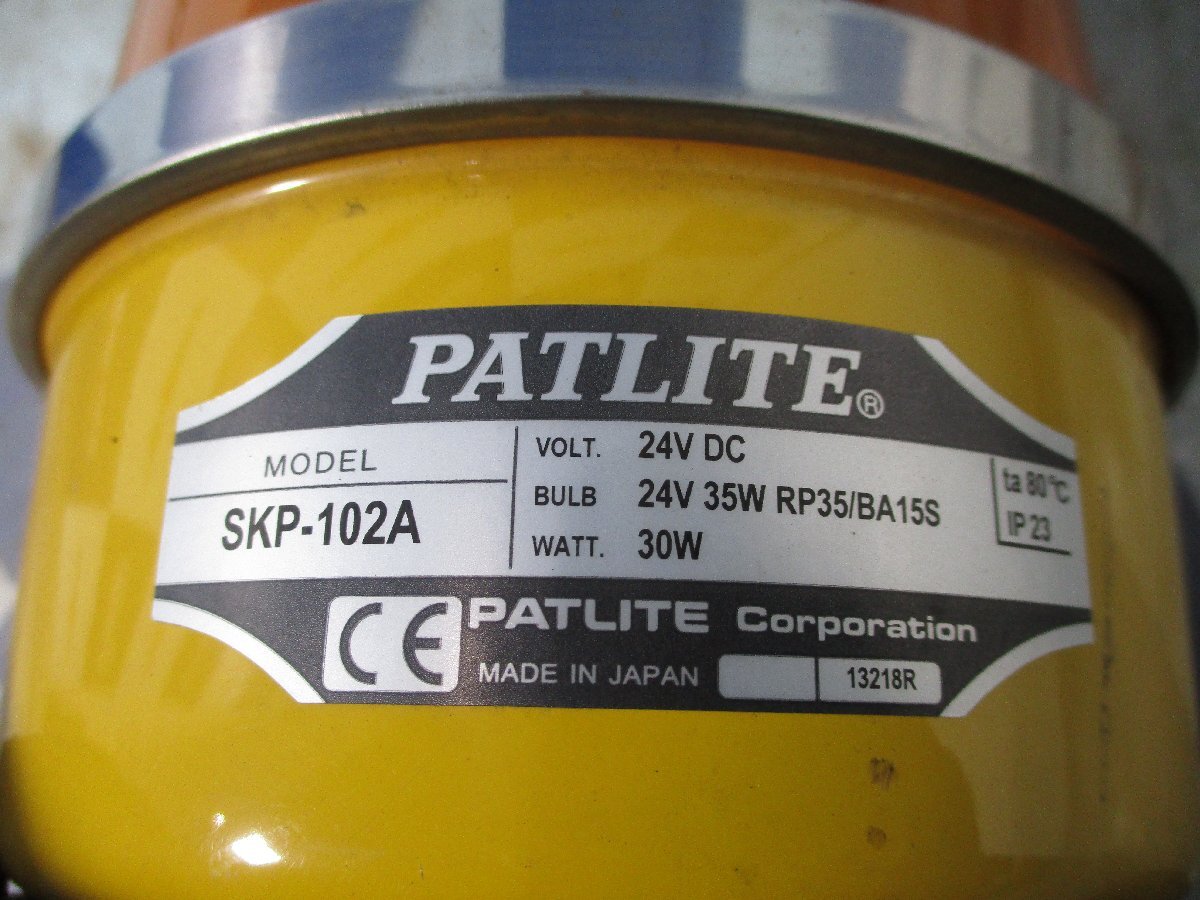 PATLITE®
MODEL
SKP-102A
VOLT. 24V DC
BULB 24V 35W RP35/BA15S
WATT. 30W
ta 80℃
IP 23
CE PATLITE Corporation
MADE IN JAPAN 13218R